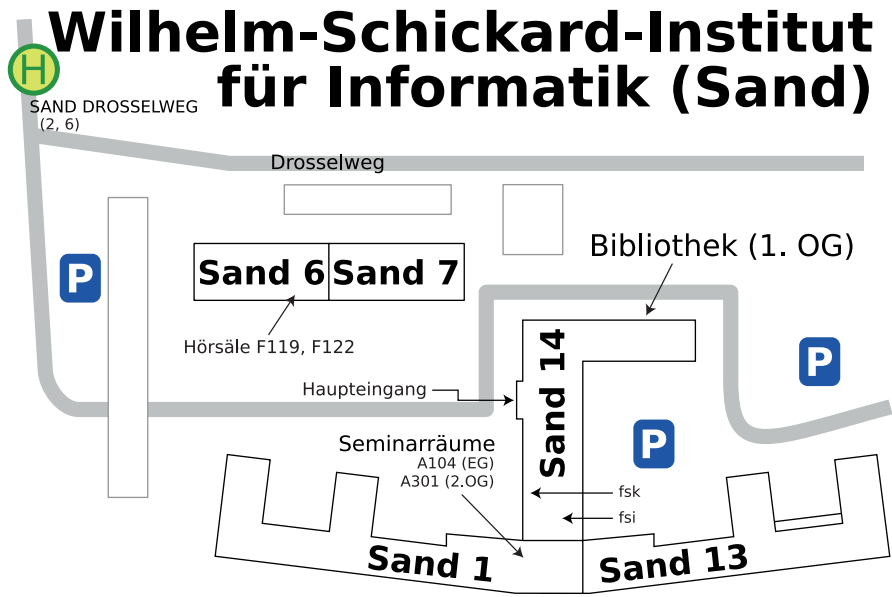 Wilhelm-Schickard-Institut
für Informatik (Sand)
H
SAND DROSSELWEG
(2, 6)
Drosselweg
Bibliothek (1. OG)
P
Sand 6
Sand 7
Hörsäle F119, F122
Sand 14
P
Haupteingang
P
Seminarräume
A104 (EG)
A301 (2.OG)
fsk
fsi
Sand 1
Sand 13